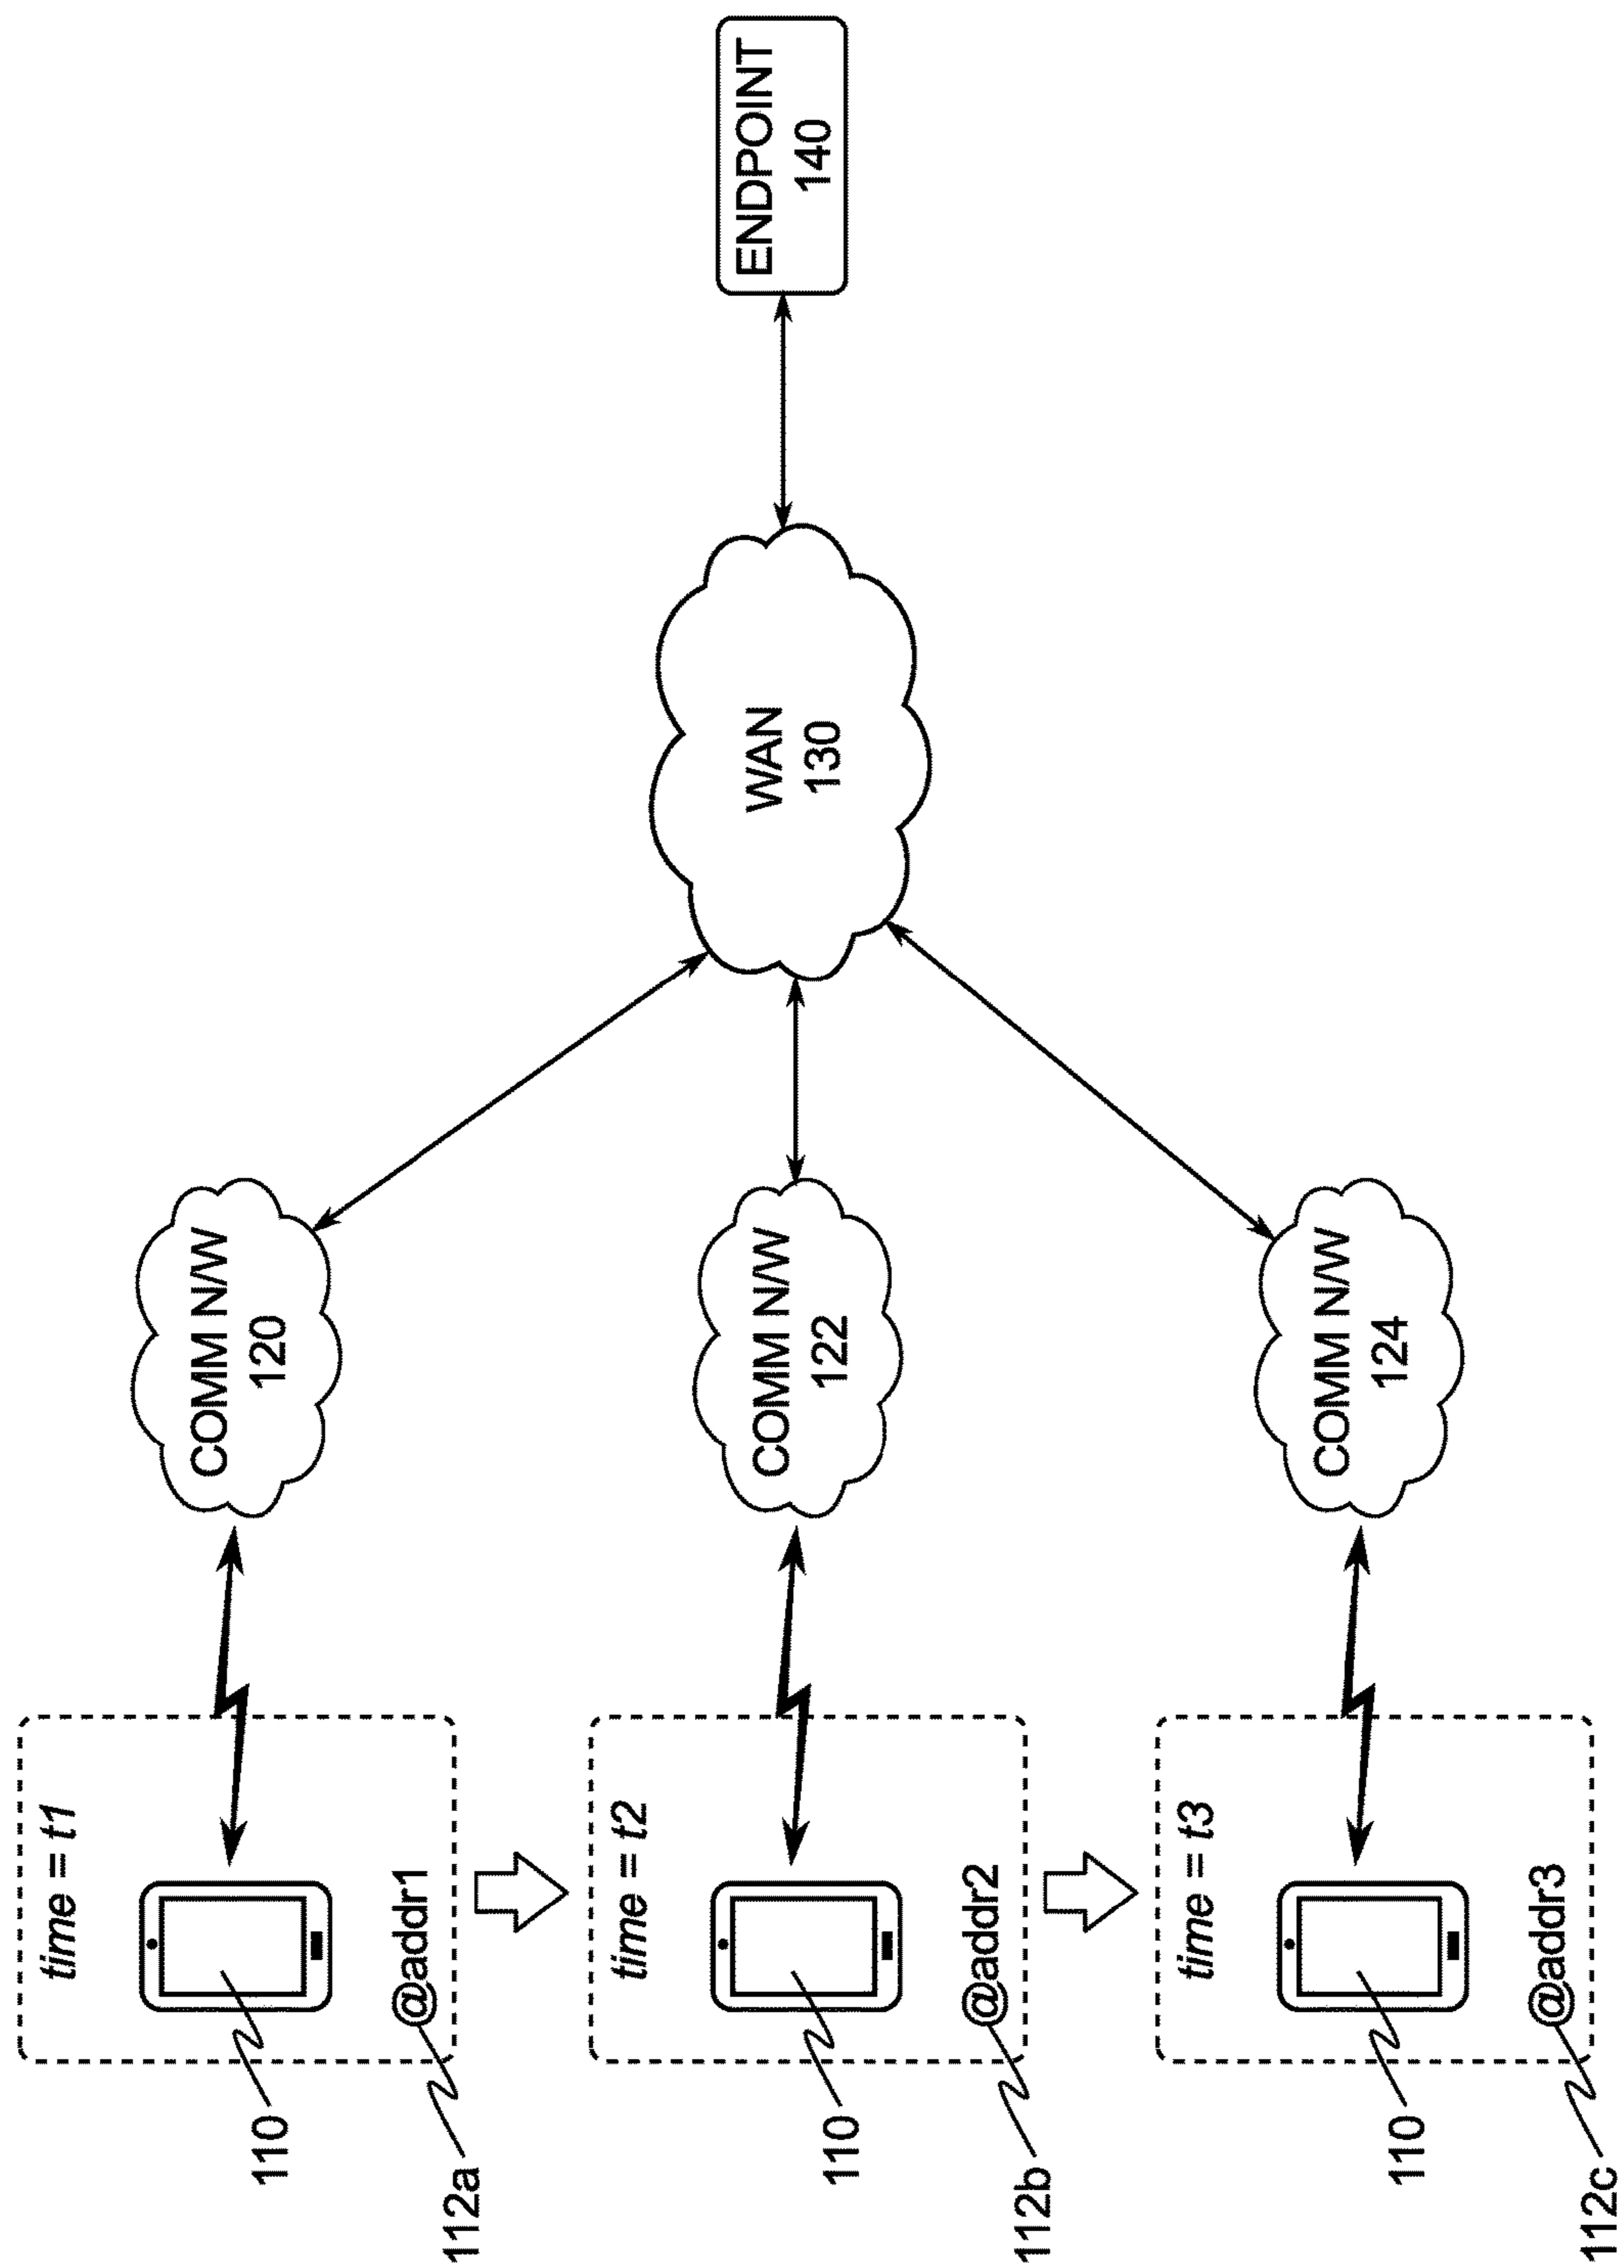 time = t1
110
@addr1
112a
COMM N/W
120
time = t2
110
@addr2
112b
COMM N/W
122
time = t3
110
@addr3
112c
COMM N/W
124
WAN
130
ENDPOINT
140